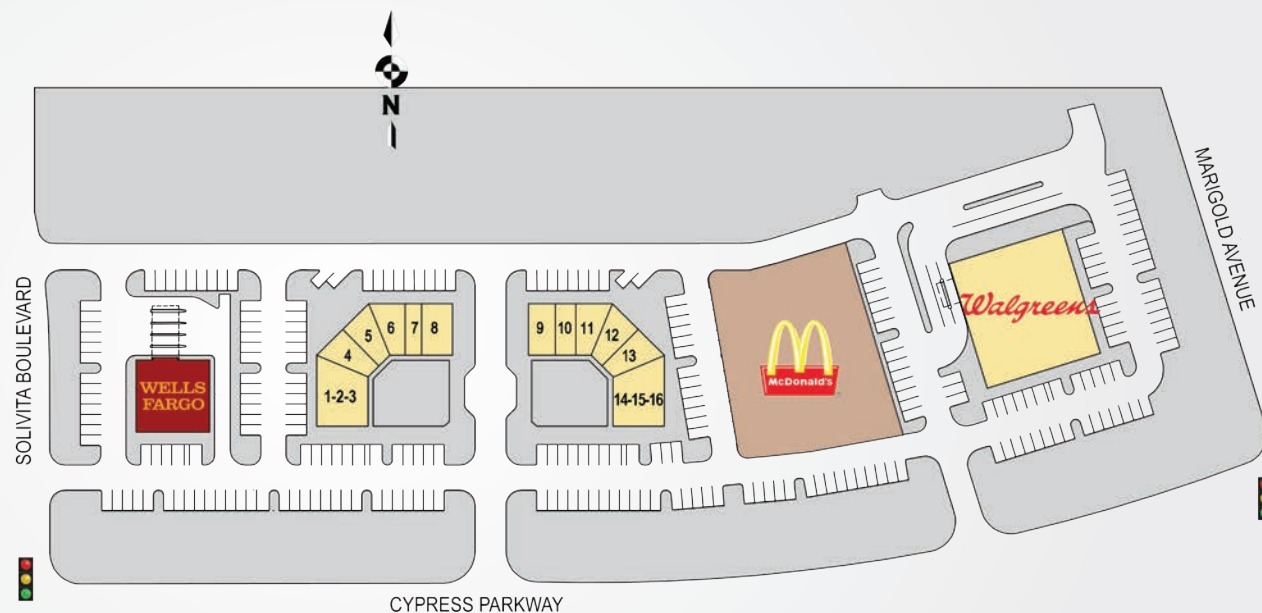 N
MARIGOLD AVENUE
SOLIVITA BOULEVARD
WELLS
FARGO
1-2-3
4
5
6
7
8
9
10
11
12
13
14-15-16
McDonald's
Walgreens
CYPRESS PARKWAY